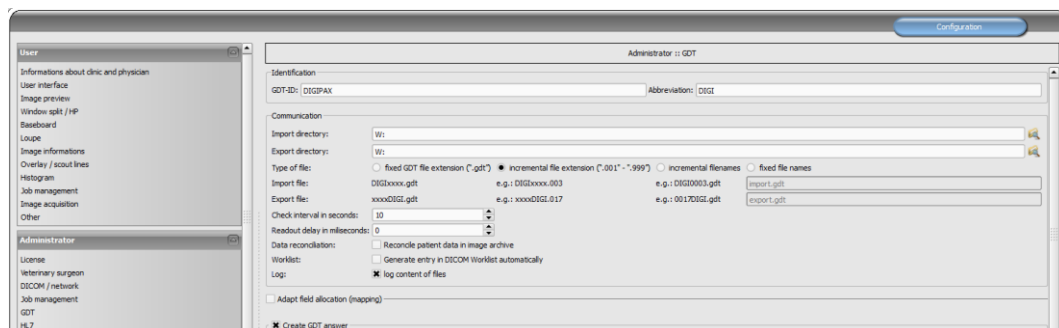 Configuration
User
Informations about clinic and physician
User interface
Image preview
Window split / HP
Baseboard
Loupe
Image informations
Overlay / scout lines
Histogram
Job management
Image acquisition
Other
Administrator
License
Veterinary surgeon
DICOM / network
Job management
GDT
HL7
Administrator :: GDT
Identification
GDT-ID: DIGIPAX Abbreviation: DIGI
Communication
Import directory: W:
Export directory: W:
Type of file: fixed GDT file extension (".gdt") incremental file extension (".001" - ".999") incremental filenames fixed file names
Import file: DIGIxxxx.gdt e.g.: DIGIxxxx.003 e.g.: DIGI0003.gdt import.gdt
Export file: xxxxDIGI.gdt e.g.: xxxxDIGI.017 e.g.: 0017DIGI.gdt export.gdt
Check interval in seconds: 10
Readout delay in miliseconds: 0
Data reconciliation: Reconcile patient data in image archive
Worklist: Generate entry in DICOM Worklist automatically
Log: log content of files
Adapt field allocation (mapping)
Create GDT answer